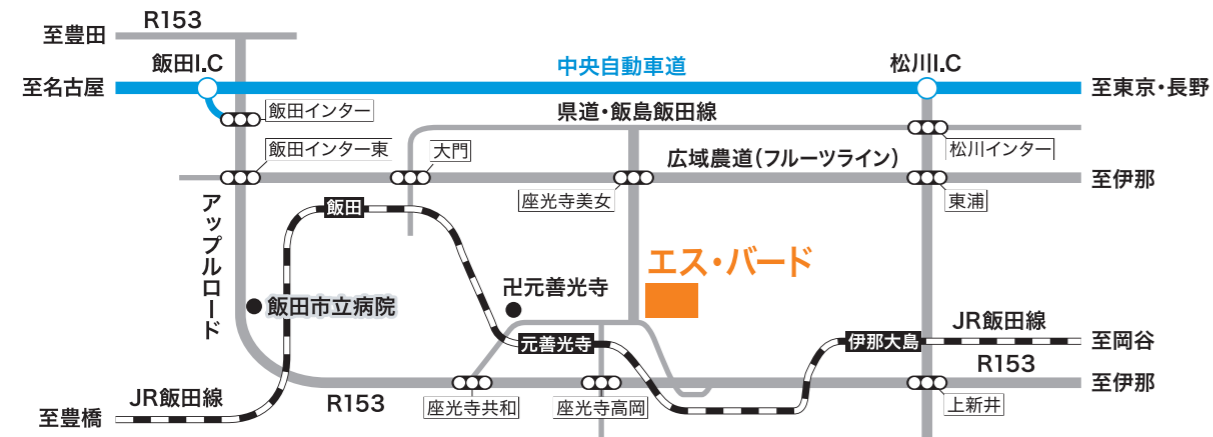 R153
至豊田
飯田I.C
中央自動車道
松川I.C
至名古屋
至東京・長野
飯田インター
県道・飯島飯田線
飯田インター東
大門
広域農道（フルーツライン）
松川インター
至伊那
座光寺美女
東浦
アップルロード
飯田
エス・バード
卍元善光寺
飯田市立病院
元善光寺
伊那大島
JR飯田線
至岡谷
R153
至伊那
JR飯田線
至豊橋
R153
座光寺共和
座光寺高岡
上新井